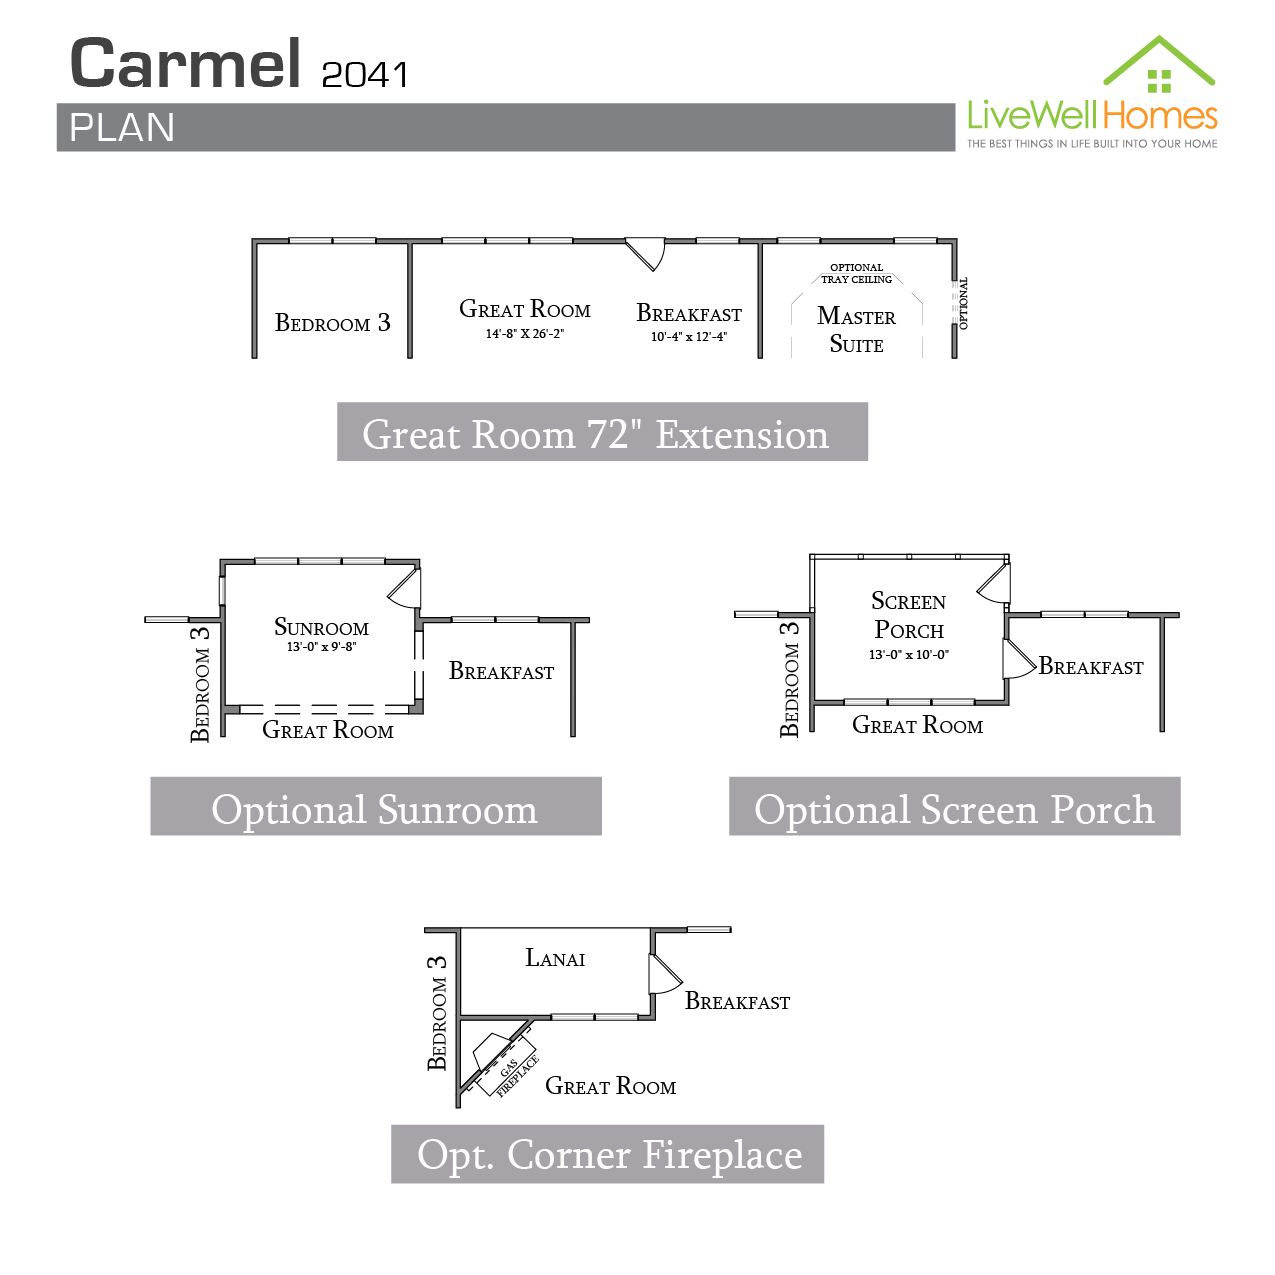 Carmel 2041
PLAN
LiveWellHomes
THE BEST THINGS IN LIFE BUILT INTO YOUR HOME
BEDROOM 3
GREAT ROOM
14'-8" X 26'-2"
BREAKFAST
10'-4" x 12'-4"
OPTIONAL
TRAY CEILING
MASTER
SUITE
OPTIONAL
Great Room 72" Extension
SUNROOM
13'-0" x 9'-8"
BEDROOM 3
BREAKFAST
GREAT ROOM
Optional Sunroom
SCREEN
PORCH
13'-0" x 10'-0"
BEDROOM 3
BREAKFAST
GREAT ROOM
Optional Screen Porch
LANAI
BEDROOM 3
BREAKFAST
GAS
FIREPLACE
GREAT ROOM
Opt. Corner Fireplace